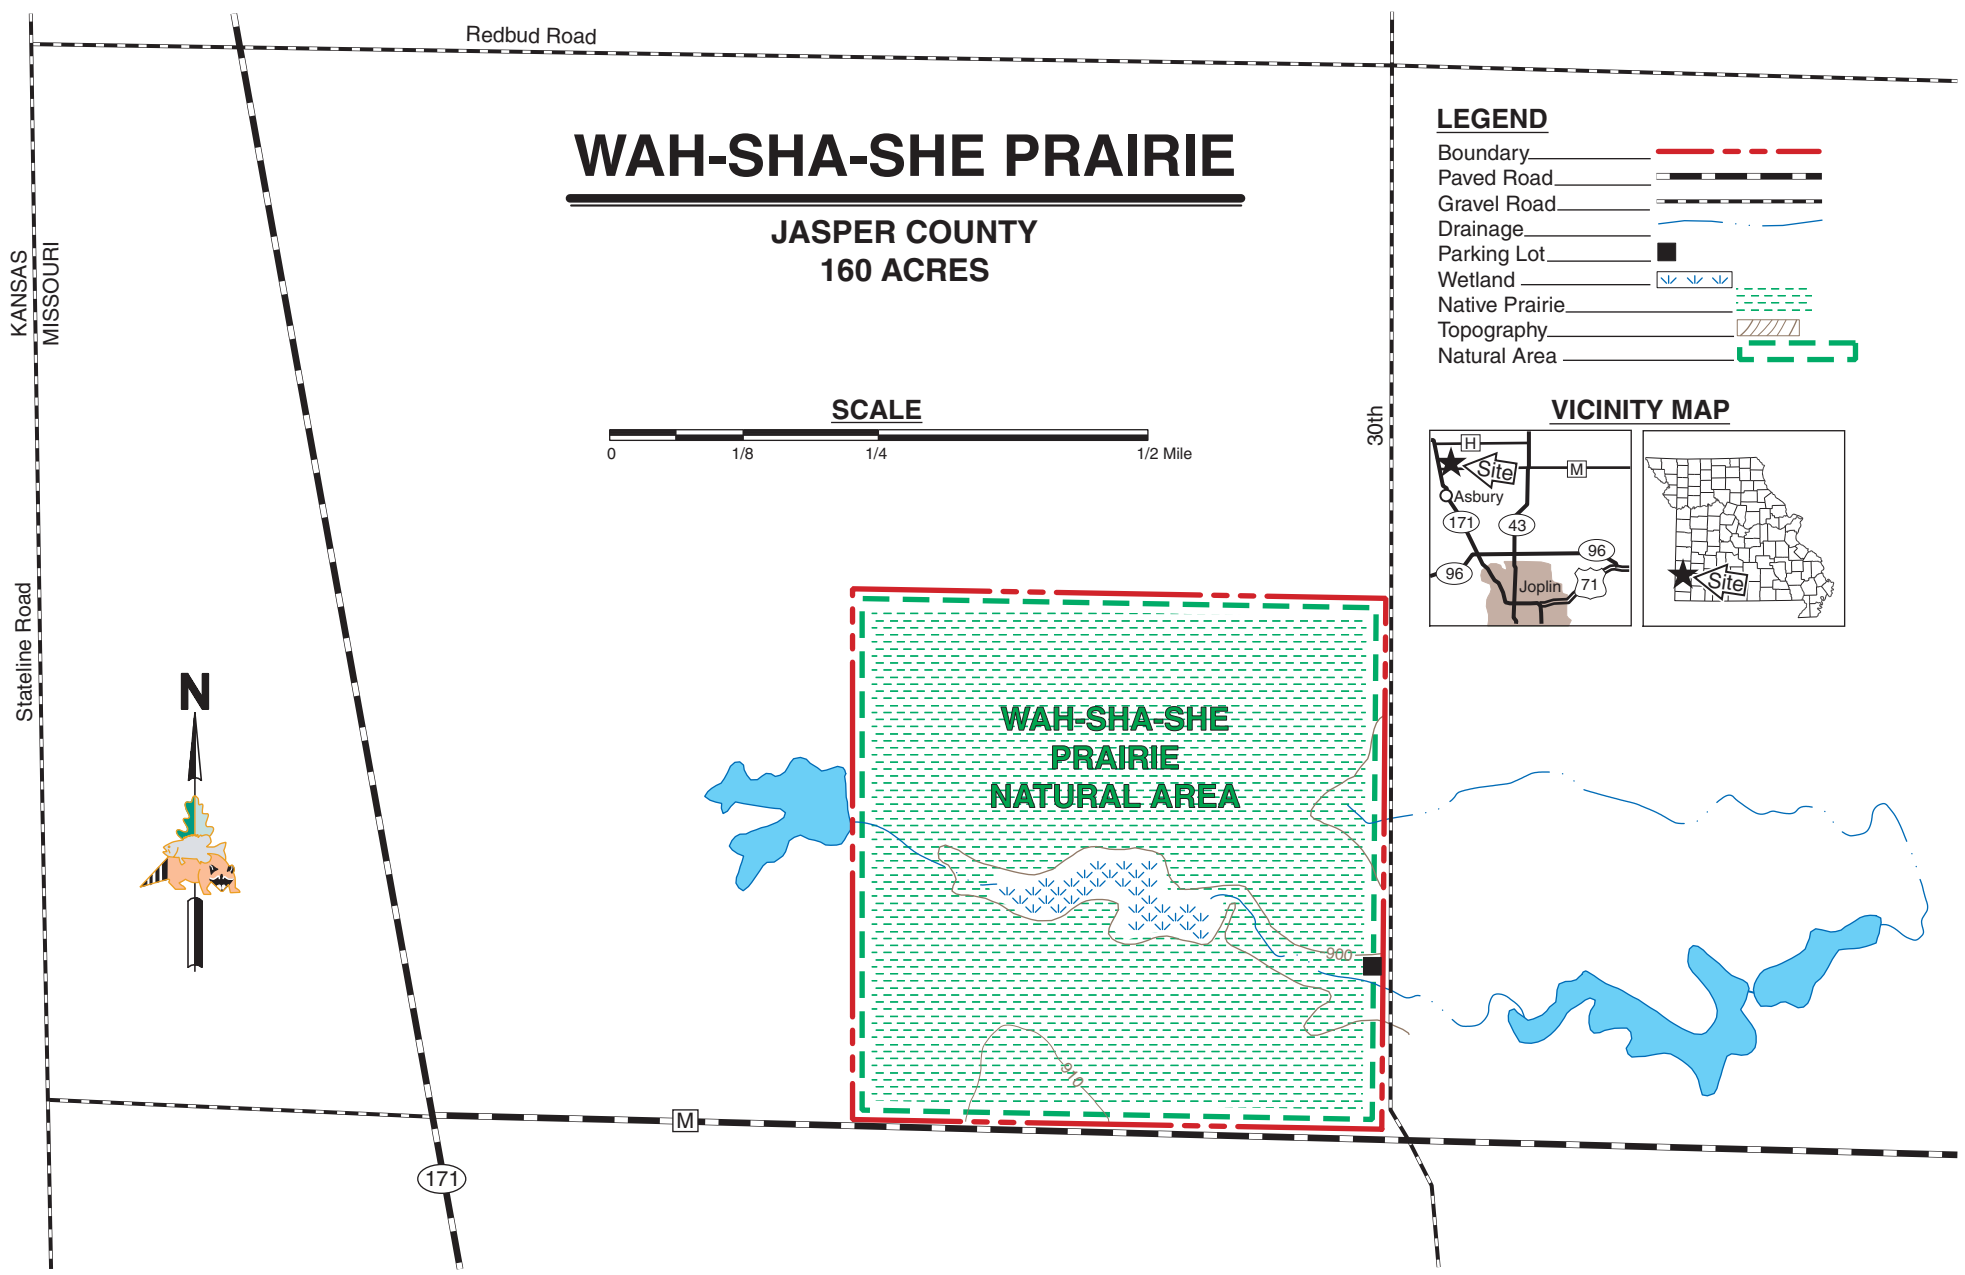 Redbud Road
WAH-SHA-SHE PRAIRIE
JASPER COUNTY
160 ACRES
KANSAS
MISSOURI
Stateline Road
SCALE
0 1/8 1/4 1/2 Mile
30th
LEGEND
Boundary
Paved Road
Gravel Road
Drainage
Parking Lot
Wetland
Native Prairie
Topography
Natural Area
VICINITY MAP
H
Site
M
Asbury
171
43
96
96
Joplin
71
Site
N
WAH-SHA-SHE
PRAIRIE
NATURAL AREA
900
910
M
171